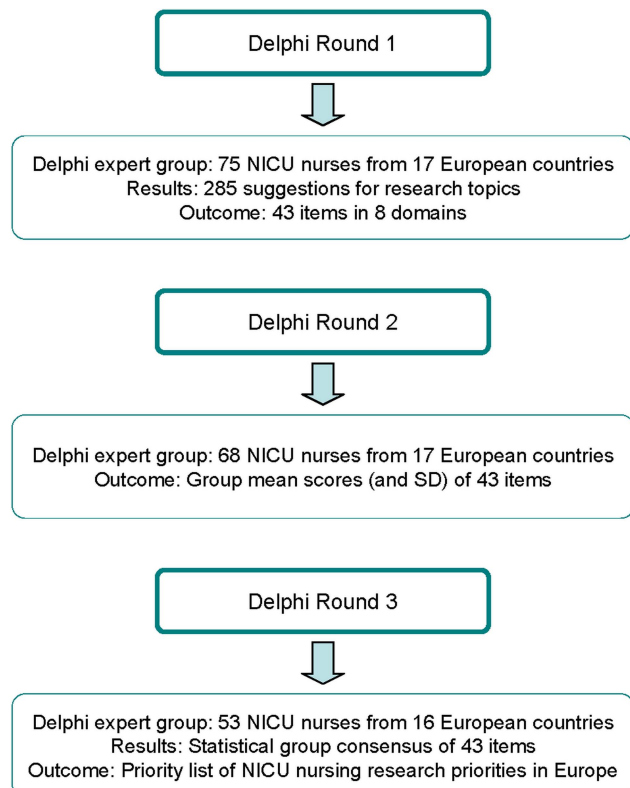 Delphi Round 1
Delphi expert group: 75 NICU nurses from 17 European countries
Results: 285 suggestions for research topics
Outcome: 43 items in 8 domains
Delphi Round 2
Delphi expert group: 68 NICU nurses from 17 European countries
Outcome: Group mean scores (and SD) of 43 items
Delphi Round 3
Delphi expert group: 53 NICU nurses from 16 European countries
Results: Statistical group consensus of 43 items
Outcome: Priority list of NICU nursing research priorities in Europe